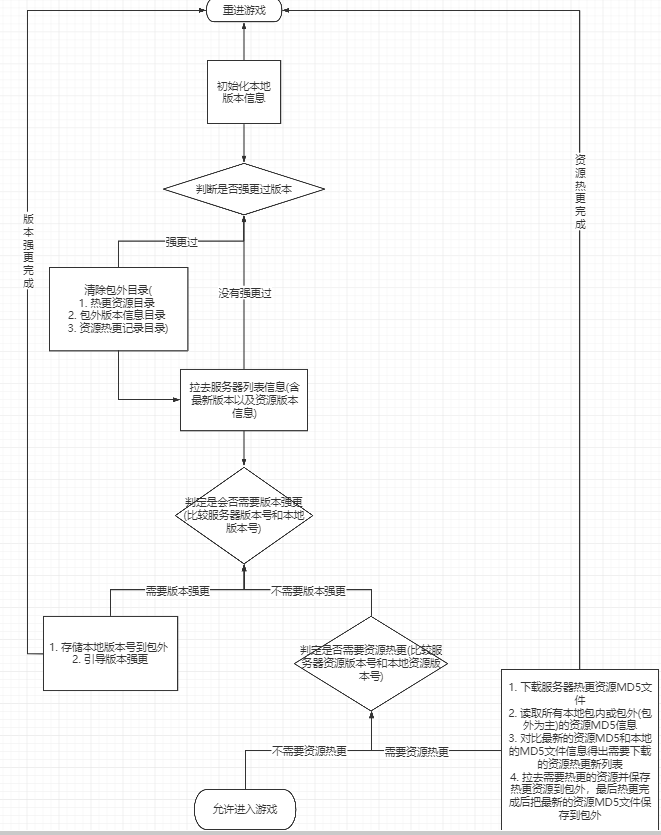 重进游戏
初始化本地
版本信息
判断是否强更过版本
强更过
没有强更过
清除包外目录(
1. 热更资源目录
2. 包外版本信息目录
3. 资源热更记录目录)
拉去服务器列表信息(含
最新版本以及资源版本
信息)
判定是会否需要版本强更
(比较服务器版本号和本地
版本号)
需要版本强更
不需要版本强更
1. 存储本地版本号到包外
2. 引导版本强更
版
本
强
更
完
成
判定是否需要资源热更(比较服
务器资源版本号和本地资源版
本号)
不需要资源热更
需要资源热更
允许进入游戏
1. 下载服务器热更资源MD5文
件
2. 读取所有本地包内或包外(包
外为主)的资源MD5信息
3. 对比最新的资源MD5和本地
的MD5文件信息得出需要下载
的资源热更新列表
4. 拉去需要热更的资源并保存
热更资源到包外，最后热更完
成后把最新的资源MD5文件保
存到包外
资
源
热
更
完
成